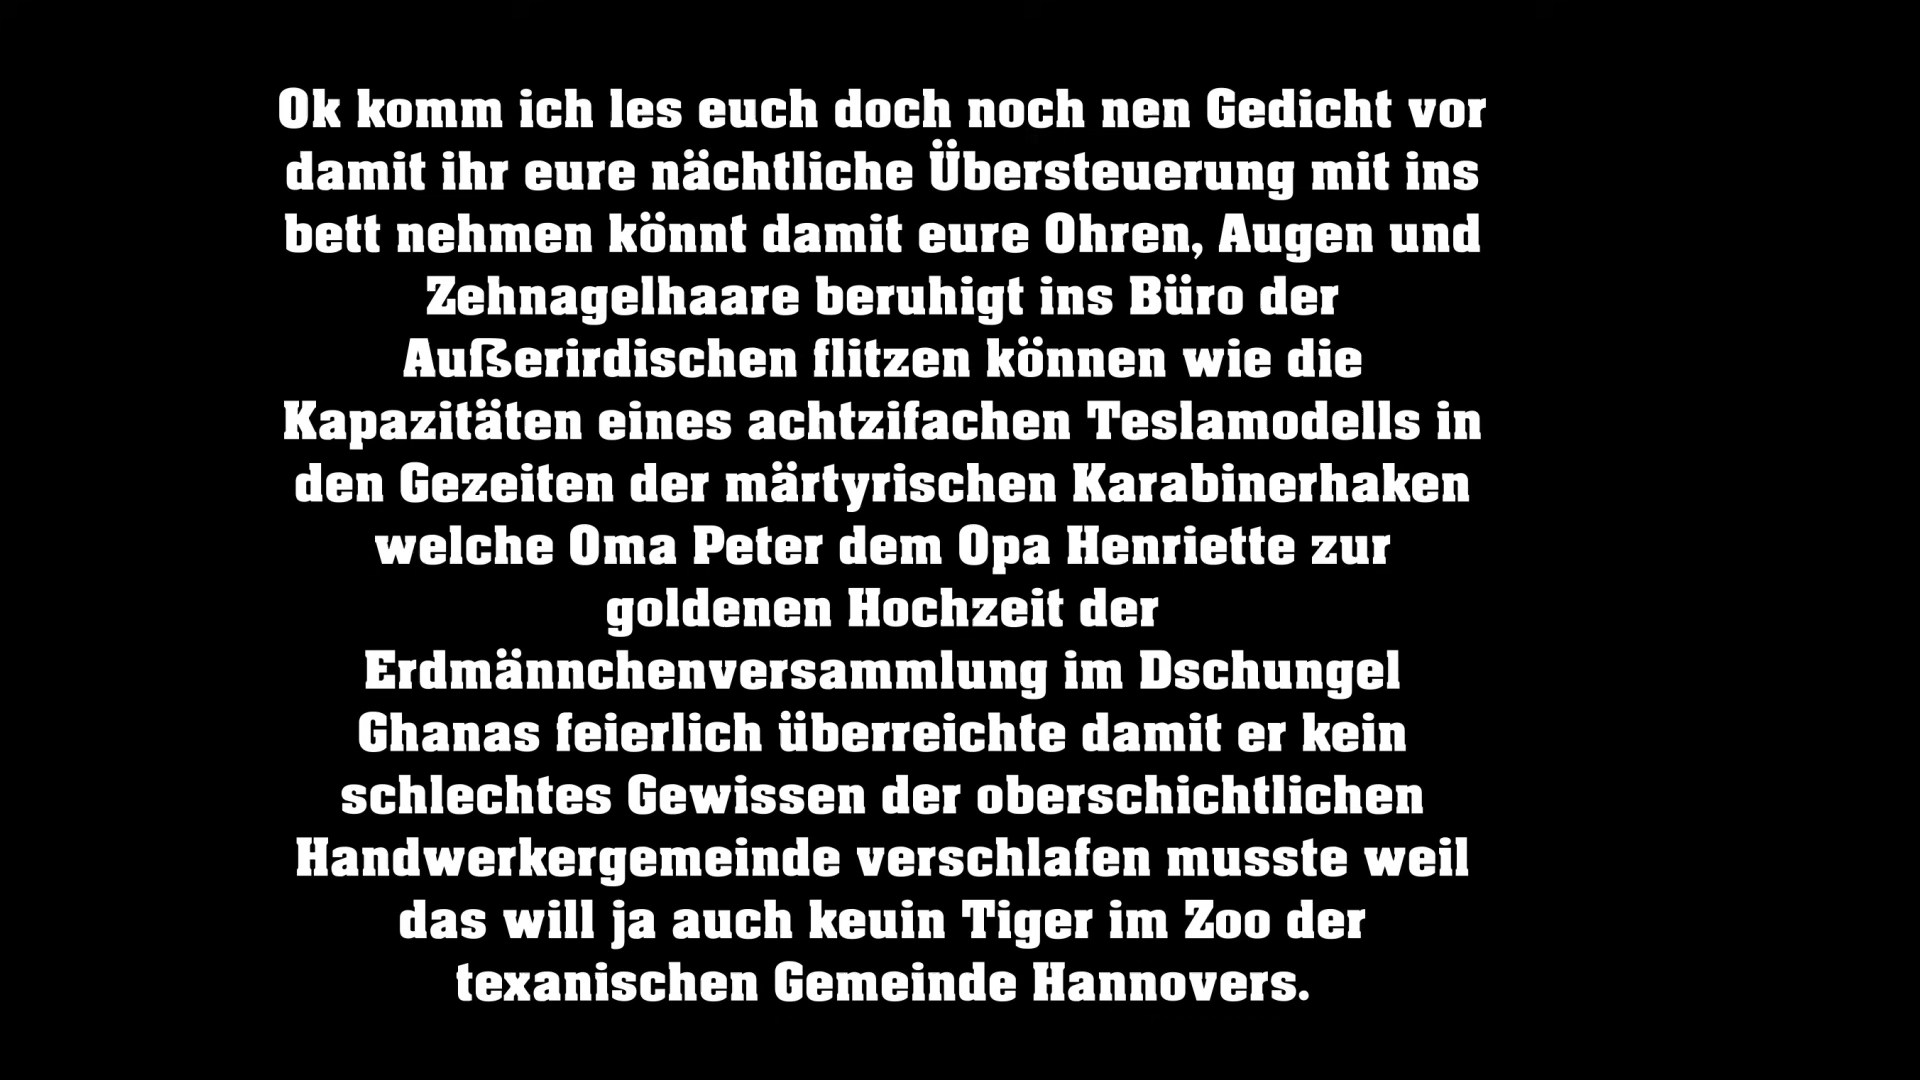 Ok komm ich les euch doch noch nen Gedicht vor
damit ihr eure nächtliche Übersteuerung mit ins
bett nehmen könnt damit eure Ohren, Augen und
Zehnagelhaare beruhigt ins Büro der
Außerirdischen flitzen können wie die
Kapazitäten eines achtzifachen Teslamodells in
den Gezeiten der märtyrischen Karabinerhaken
welche Oma Peter dem Opa Henriette zur
goldenen Hochzeit der
Erdmännchenversammlung im Dschungel
Ghanas feierlich überreichte damit er kein
schlechtes Gewissen der oberschichtlichen
Handwerkergemeinde verschlafen musste weil
das will ja auch keuin Tiger im Zoo der
texanischen Gemeinde Hannovers.